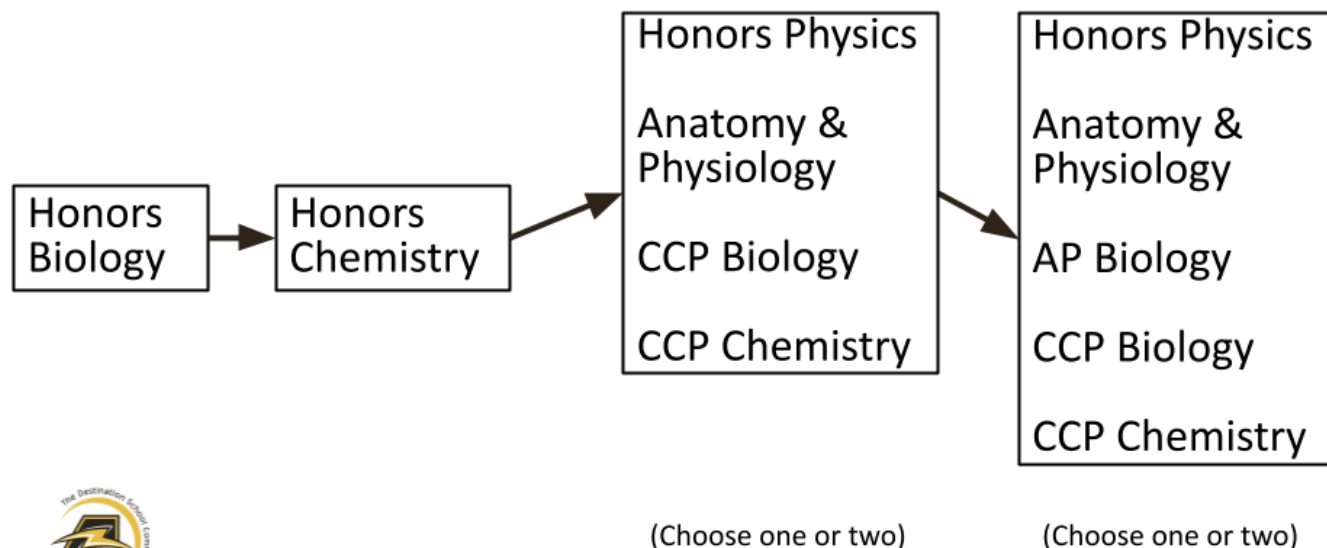 Honors
Biology
Honors
Chemistry
Honors Physics
Anatomy &
Physiology
CCP Biology
CCP Chemistry
(Choose one or two)
Honors Physics
Anatomy &
Physiology
AP Biology
CCP Biology
CCP Chemistry
(Choose one or two)
The Destination School